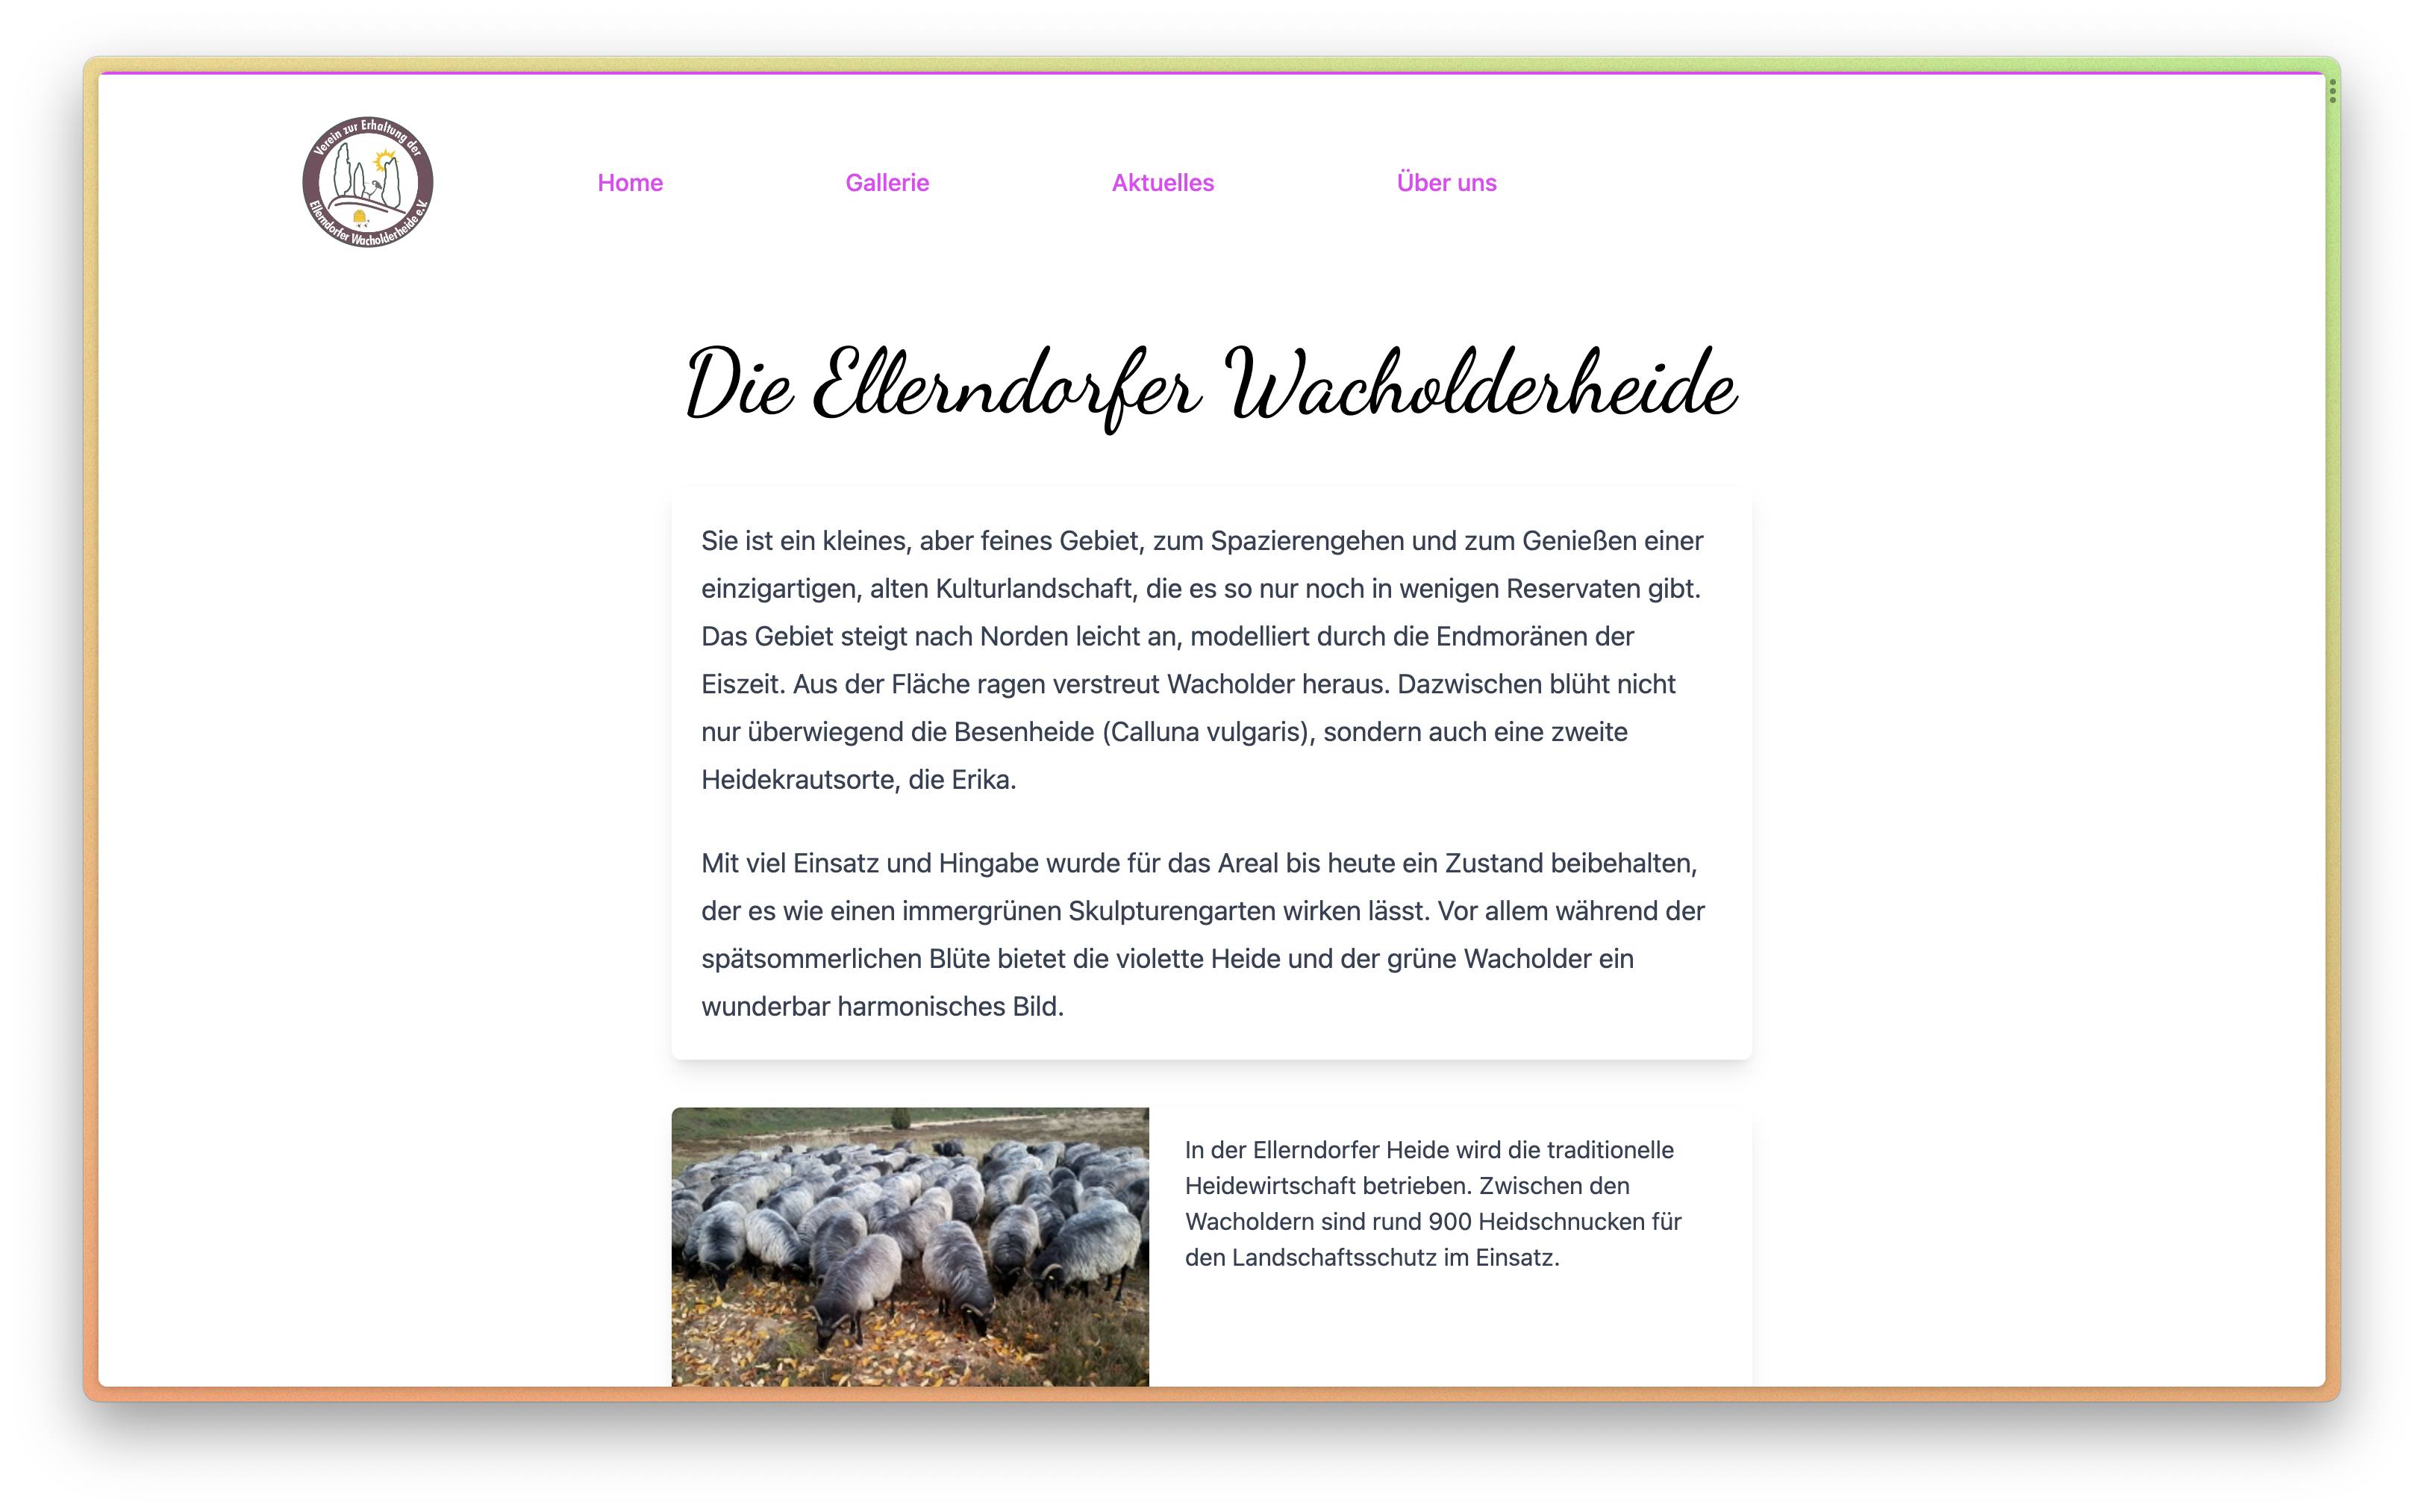 Verein zur Erhaltung der
Ellerndorfer Wacholderheide e.V.
Home
Gallerie
Aktuelles
Über uns
Die Ellerndorfer Wacholderheide
Sie ist ein kleines, aber feines Gebiet, zum Spazierengehen und zum Genießen einer
einzigartigen, alten Kulturlandschaft, die es so nur noch in wenigen Reservaten gibt.
Das Gebiet steigt nach Norden leicht an, modelliert durch die Endmoränen der
Eiszeit. Aus der Fläche ragen verstreut Wacholder heraus. Dazwischen blüht nicht
nur überwiegend die Besenheide (Calluna vulgaris), sondern auch eine zweite
Heidekrautsorte, die Erika.
Mit viel Einsatz und Hingabe wurde für das Areal bis heute ein Zustand beibehalten,
der es wie einen immergrünen Skulpturengarten wirken lässt. Vor allem während der
spätsommerlichen Blüte bietet die violette Heide und der grüne Wacholder ein
wunderbar harmonisches Bild.
In der Ellerndorfer Heide wird die traditionelle
Heidewirtschaft betrieben. Zwischen den
Wacholdern sind rund 900 Heidschnucken für
den Landschaftsschutz im Einsatz.